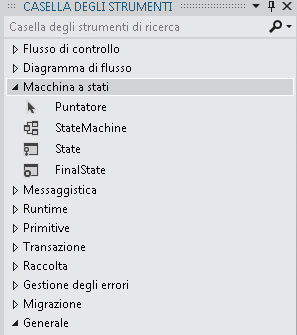 CASELLA DEGLI STRUMENTI
Casella degli strumenti di ricerca
Flusso di controllo
Diagramma di flusso
Macchina a stati
Puntatore
StateMachine
State
FinalState
Messaggistica
Runtime
Primitive
Transazione
Raccolta
Gestione degli errori
Migrazione
Generale